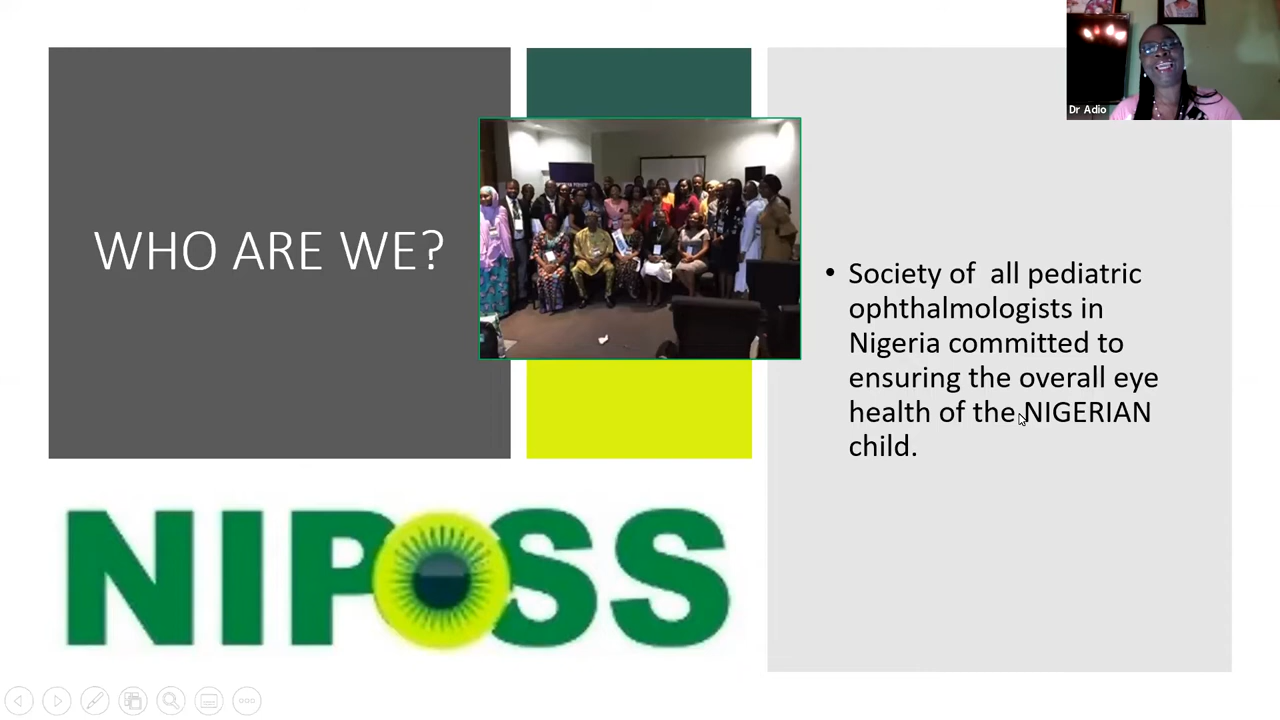 WHO ARE WE?
• Society of  all pediatric
ophthalmologists in
Nigeria committed to
ensuring the overall eye
health of the NIGERIAN
child.
NIPOSS
Dr Adio